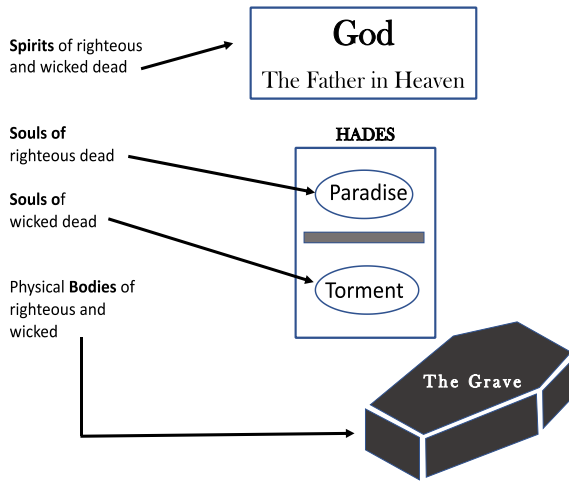 God
The Father in Heaven
Spirits of righteous
and wicked dead
HADES
Souls of
righteous dead
Paradise
Souls of
wicked dead
Torment
Physical Bodies of
righteous and
wicked
The Grave